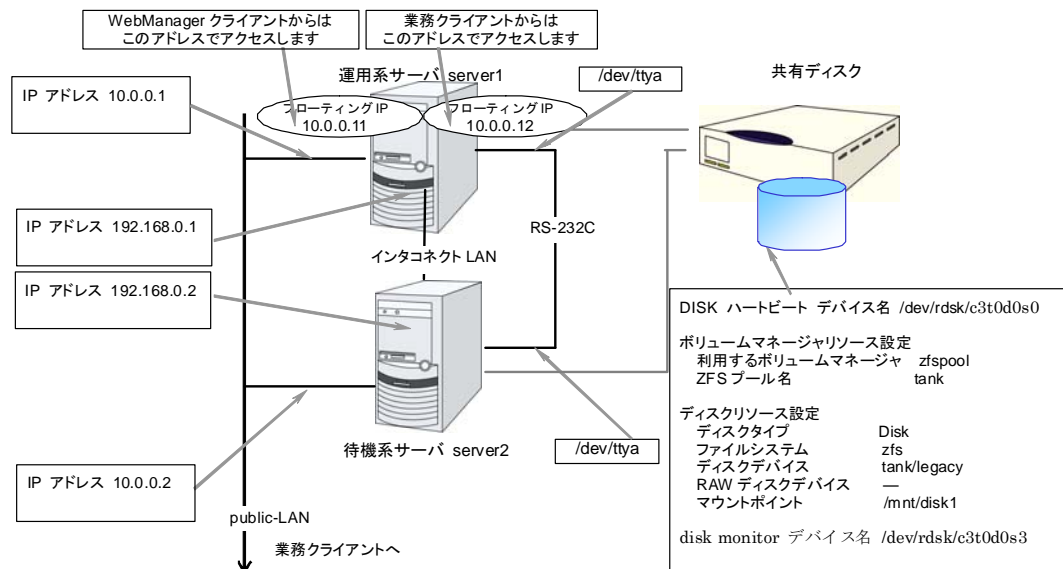 WebManager クライアントからは
このアドレスでアクセスします
業務クライアントからは
このアドレスでアクセスします
運用系サーバ server1
/dev/ttya
共有ディスク
IP アドレス 10.0.0.1
フローティング IP
10.0.0.11
フローティング IP
10.0.0.12
IP アドレス 192.168.0.1
RS-232C
インタコネクト LAN
IP アドレス 192.168.0.2
DISK ハートビート デバイス名 /dev/rdsk/c3t0d0s0
ボリュームマネージャリソース設定
利用するボリュームマネージャ zfspool
ZFS プール名 tank
ディスクリソース設定
ディスクタイプ Disk
ファイルシステム zfs
ディスクデバイス tank/legacy
RAW ディスクデバイス —
マウントポイント /mnt/disk1
disk monitor デバイス名 /dev/rdsk/c3t0d0s3
待機系サーバ server2
/dev/ttya
IP アドレス 10.0.0.2
public-LAN
業務クライアントへ